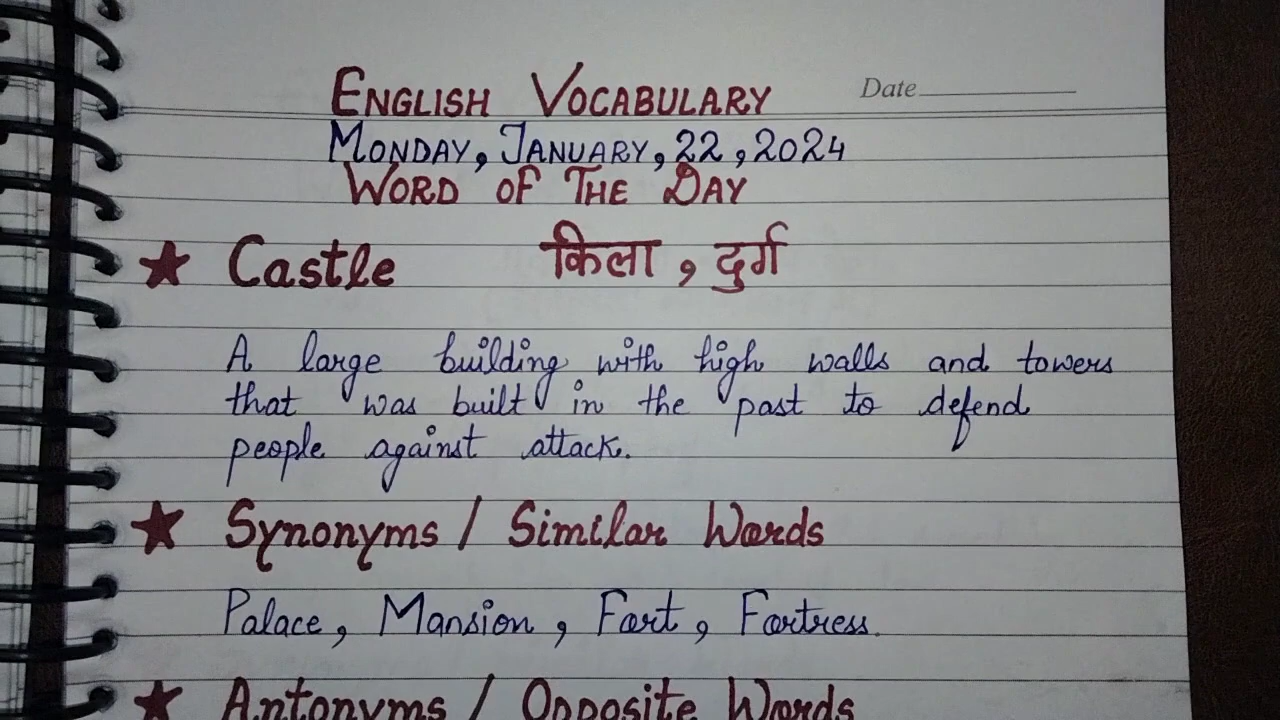 ENGLISH VOCABULARY
Date
MONDAY, JANUARY, 22, 2024
WORD OF THE DAY
★ Castle किला, दुर्ग
A large building with high walls and towers
that was built in the past to defend
people against attack.
★ Synonyms / Similar Words
Palace, Mansion, Fort, Fortress.
★ Antonyms / Opposite Words